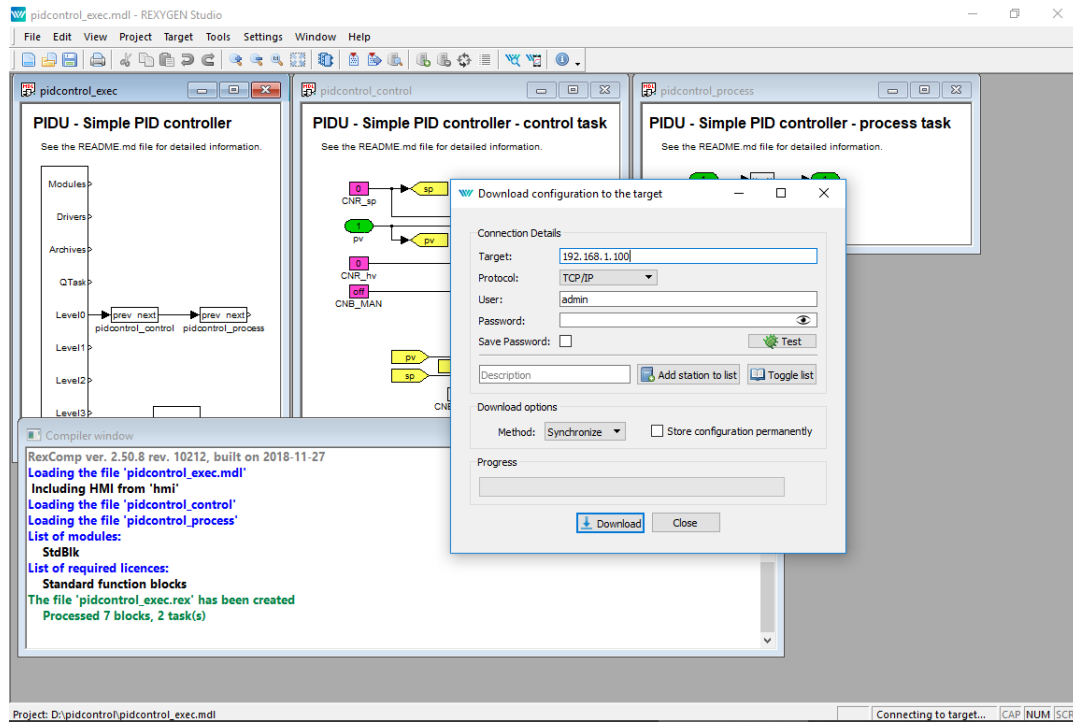 pidcontrol_exec.mdl - REXYGEN Studio
File Edit View Project Target Tools Settings Window Help
pidcontrol_exec
PIDU - Simple PID controller
See the README.md file for detailed information.
Modules
Drivers
Archives
QTask
Level0
prev next
prev next
pidcontrol_control
pidcontrol_process
Level1
Level2
Level3
pidcontrol_control
PIDU - Simple PID controller - control task
See the README.md file for detailed information.
0
sp
CNR_sp
1
pv
pv
0
CNR_hv
off
CNB_MAN
pv
sp
pidcontrol_process
PIDU - Simple PID controller - process task
See the README.md file for detailed information.
Download configuration to the target
Connection Details
Target: 192.168.1.100
Protocol: TCP/IP
User: admin
Password:
Save Password:
Test
Description
Add station to list
Toggle list
Download options
Method: Synchronize
Store configuration permanently
Progress
Download
Close
Compiler window
RexComp ver. 2.50.8 rev. 10212, built on 2018-11-27
Loading the file 'pidcontrol_exec.mdl'
Including HMI from 'hmi'
Loading the file 'pidcontrol_control'
Loading the file 'pidcontrol_process'
List of modules:
StdBlk
List of required licences:
Standard function blocks
The file 'pidcontrol_exec.rex' has been created
Processed 7 blocks, 2 task(s)
Project: D:\pidcontrol\pidcontrol_exec.mdl
Connecting to target...
CAP NUM SCR